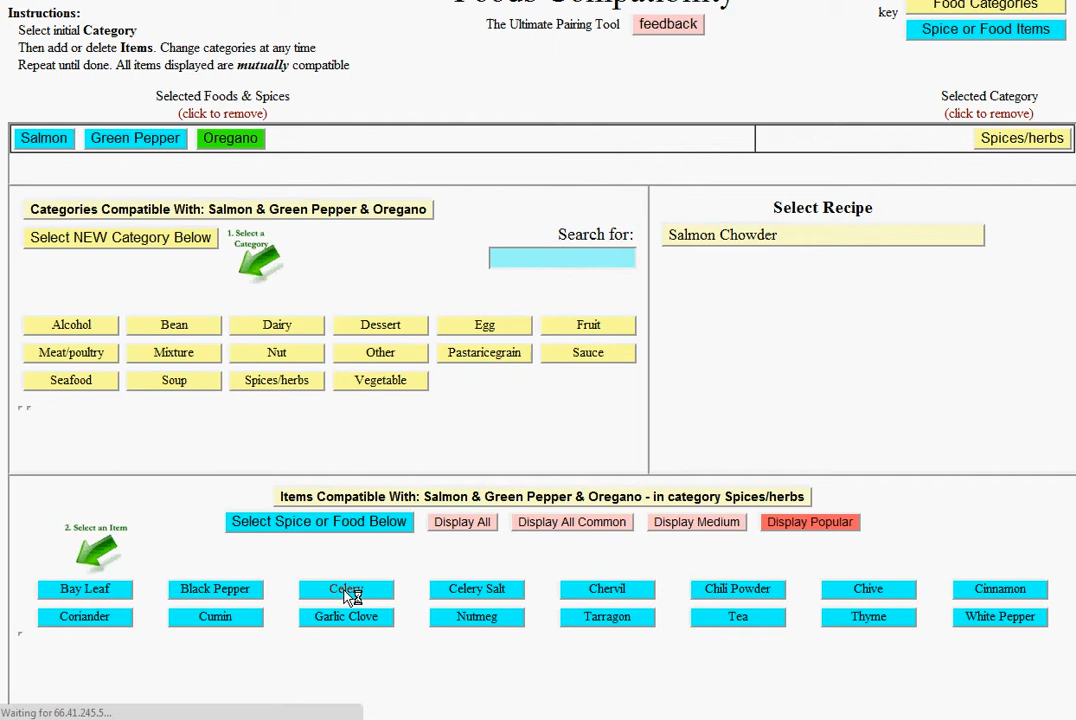 Instructions:
Select initial Category
Then add or delete Items. Change categories at any time
Repeat until done. All items displayed are mutually compatible
Foods Compatibility
The Ultimate Pairing Tool
feedback
key
Food Categories
Spice or Food Items
Selected Foods & Spices
(click to remove)
Selected Category
(click to remove)
Salmon
Green Pepper
Oregano
Spices/herbs
Categories Compatible With: Salmon & Green Pepper & Oregano
Select NEW Category Below
1. Select a
Category
Search for:
Select Recipe
Salmon Chowder
Alcohol
Bean
Dairy
Dessert
Egg
Fruit
Meat/poultry
Mixture
Nut
Other
Pastaricegrain
Sauce
Seafood
Soup
Spices/herbs
Vegetable
Items Compatible With: Salmon & Green Pepper & Oregano - in category Spices/herbs
2. Select an Item
Select Spice or Food Below
Display All
Display All Common
Display Medium
Display Popular
Bay Leaf
Black Pepper
Celery
Celery Salt
Chervil
Chili Powder
Chive
Cinnamon
Coriander
Cumin
Garlic Clove
Nutmeg
Tarragon
Tea
Thyme
White Pepper
Waiting for 66.41.245.5...